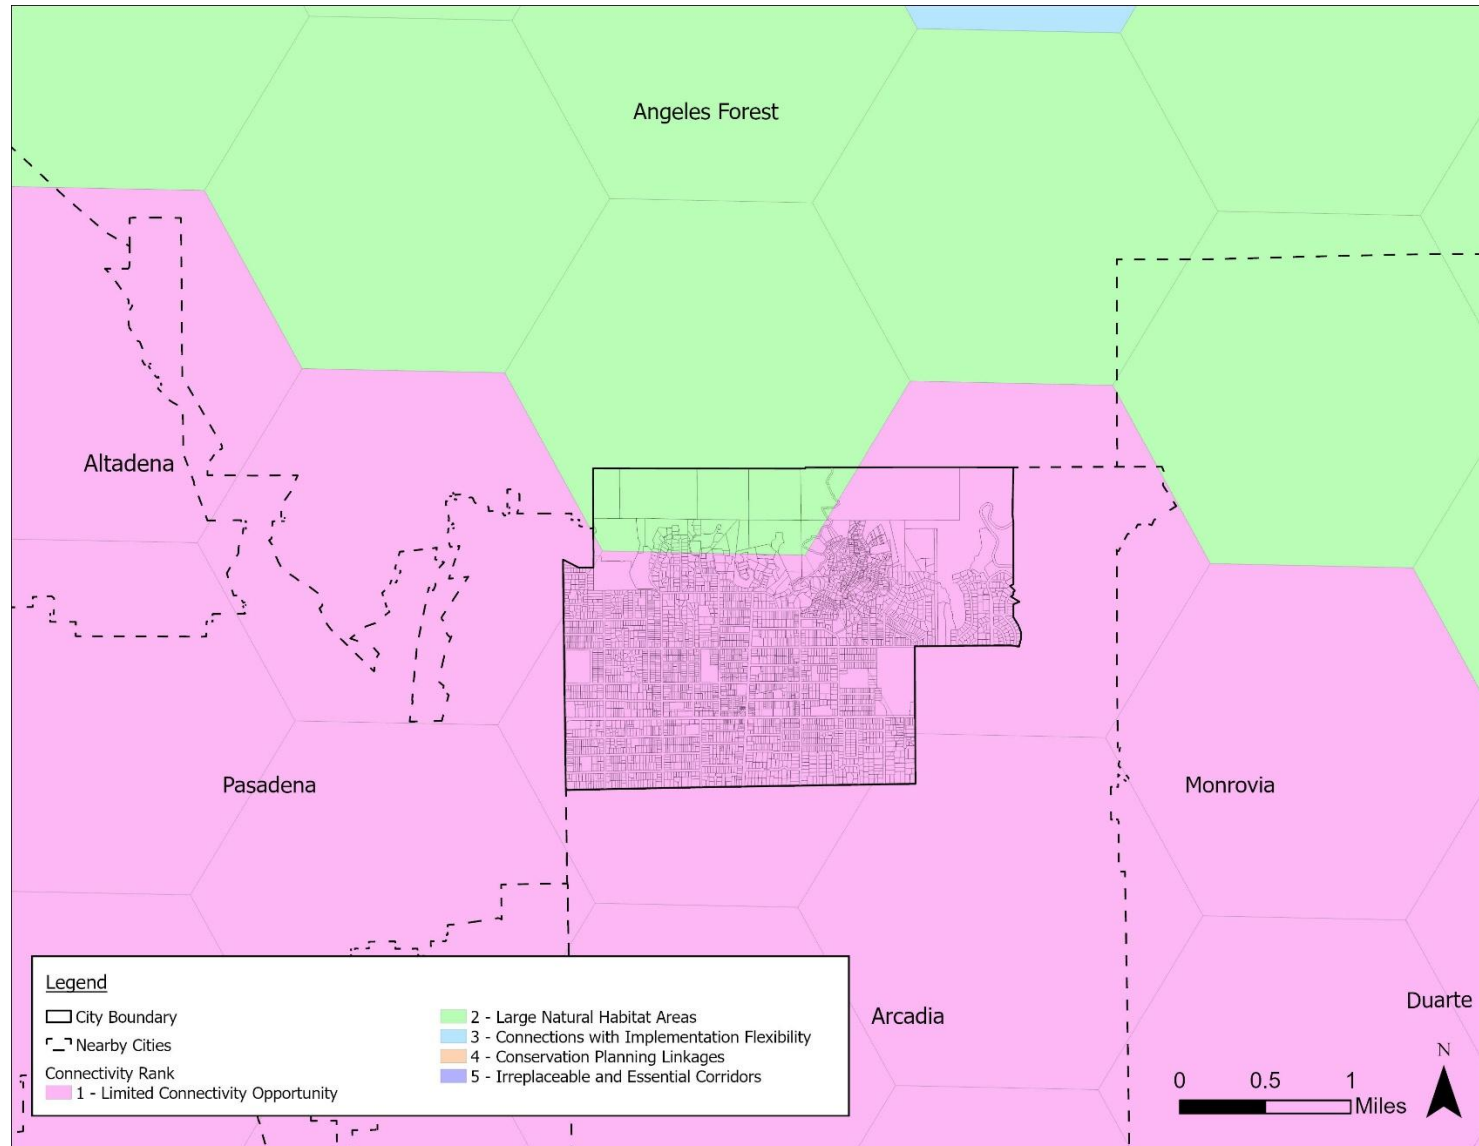 Angeles Forest
Altadena
Pasadena
Monrovia
Arcadia
Duarte
Legend
City Boundary
Nearby Cities
Connectivity Rank
1 - Limited Connectivity Opportunity
2 - Large Natural Habitat Areas
3 - Connections with Implementation Flexibility
4 - Conservation Planning Linkages
5 - Irreplaceable and Essential Corridors
N
0 0.5 1
Miles